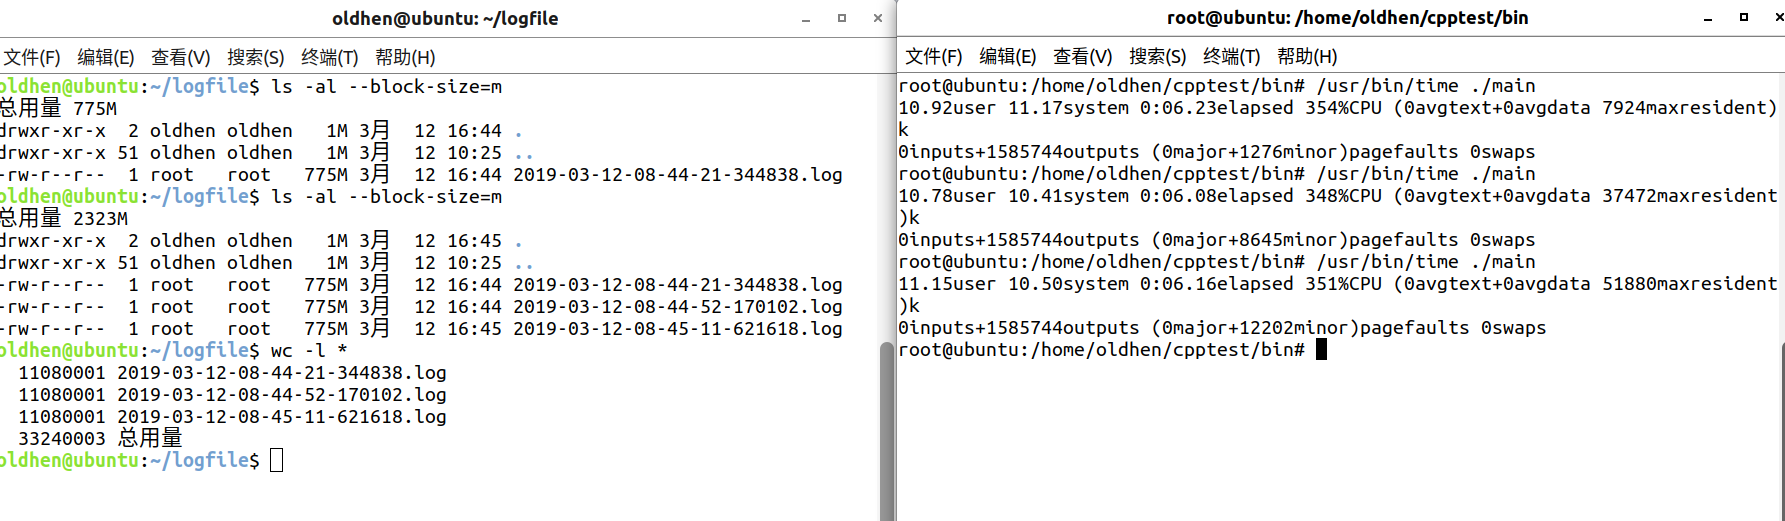 oldhen@ubuntu: ~/logfile
文件(F) 编辑(E) 查看(V) 搜索(S) 终端(T) 帮助(H)
oldhen@ubuntu:~/logfile$ ls -al --block-size=m
总用量 775M
drwxr-xr-x  2 oldhen oldhen   1M 3月  12 16:44 .
drwxr-xr-x 51 oldhen oldhen   1M 3月  12 10:25 ..
-rw-r--r--  1 root   root   775M 3月  12 16:44 2019-03-12-08-44-21-344838.log
oldhen@ubuntu:~/logfile$ ls -al --block-size=m
总用量 2323M
drwxr-xr-x  2 oldhen oldhen   1M 3月  12 16:45 .
drwxr-xr-x 51 oldhen oldhen   1M 3月  12 10:25 ..
-rw-r--r--  1 root   root   775M 3月  12 16:44 2019-03-12-08-44-21-344838.log
-rw-r--r--  1 root   root   775M 3月  12 16:44 2019-03-12-08-44-52-170102.log
-rw-r--r--  1 root   root   775M 3月  12 16:45 2019-03-12-08-45-11-621618.log
oldhen@ubuntu:~/logfile$ wc -l *
11080001 2019-03-12-08-44-21-344838.log
11080001 2019-03-12-08-44-52-170102.log
11080001 2019-03-12-08-45-11-621618.log
33240003 总用量
oldhen@ubuntu:~/logfile$
root@ubuntu: /home/oldhen/cpptest/bin
文件(F) 编辑(E) 查看(V) 搜索(S) 终端(T) 帮助(H)
root@ubuntu:/home/oldhen/cpptest/bin# /usr/bin/time ./main
10.92user 11.17system 0:06.23elapsed 354%CPU (0avgtext+0avgdata 7924maxresident)
k
0inputs+1585744outputs (0major+1276minor)pagefaults 0swaps
root@ubuntu:/home/oldhen/cpptest/bin# /usr/bin/time ./main
10.78user 10.41system 0:06.08elapsed 348%CPU (0avgtext+0avgdata 37472maxresident
)k
0inputs+1585744outputs (0major+8645minor)pagefaults 0swaps
root@ubuntu:/home/oldhen/cpptest/bin# /usr/bin/time ./main
11.15user 10.50system 0:06.16elapsed 351%CPU (0avgtext+0avgdata 51880maxresident
)k
0inputs+1585744outputs (0major+12202minor)pagefaults 0swaps
root@ubuntu:/home/oldhen/cpptest/bin#